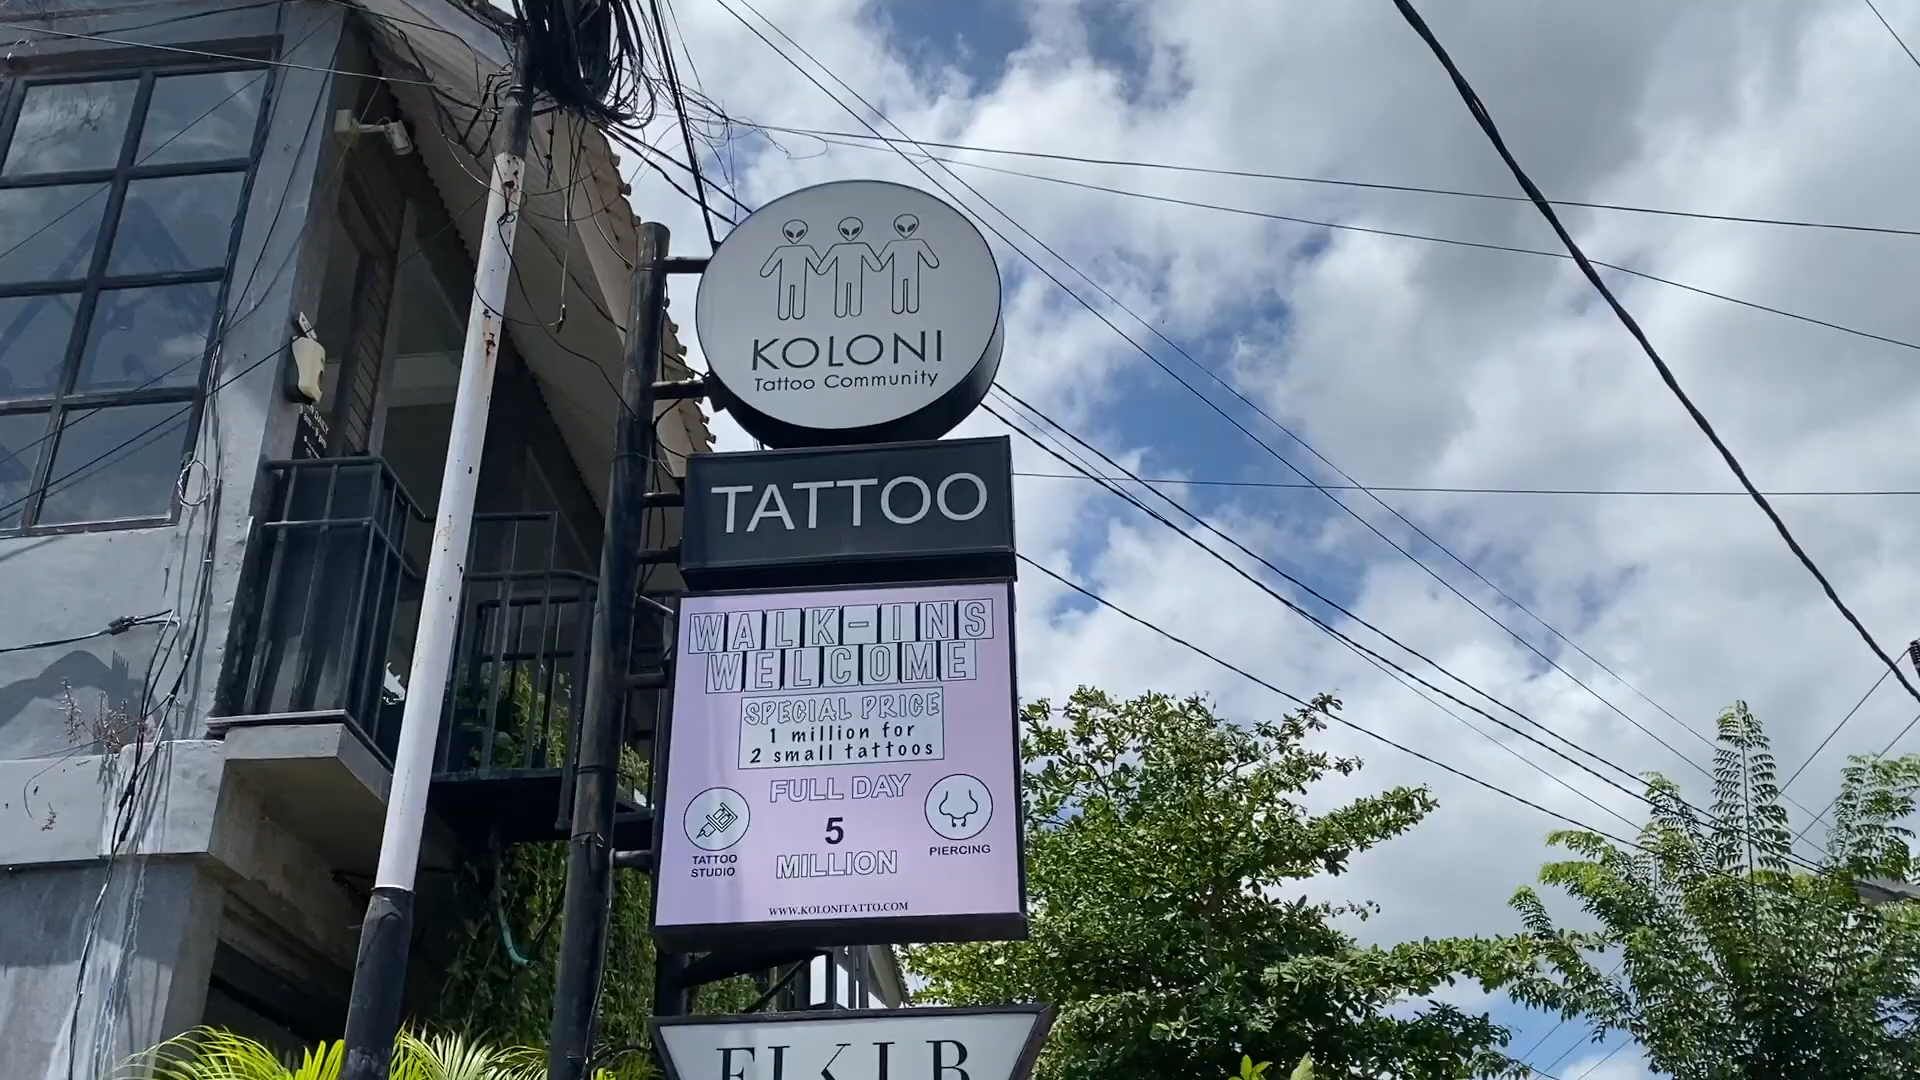 KOLONI
Tattoo Community
TATTOO
WALK-INS
WELCOME
SPECIAL PRICE
1 million for
2 small tattoos
FULL DAY
5
MILLION
TATTOO
STUDIO
PIERCING
WWW.KOLONITATTO.COM